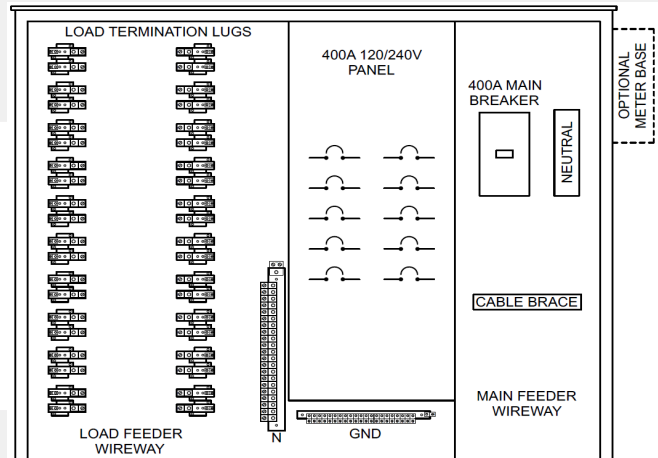 LOAD TERMINATION LUGS
400A 120/240V
PANEL
400A MAIN
BREAKER
NEUTRAL
OPTIONAL
METER BASE
CABLE BRACE
MAIN FEEDER
WIREWAY
LOAD FEEDER
WIREWAY
N
GND